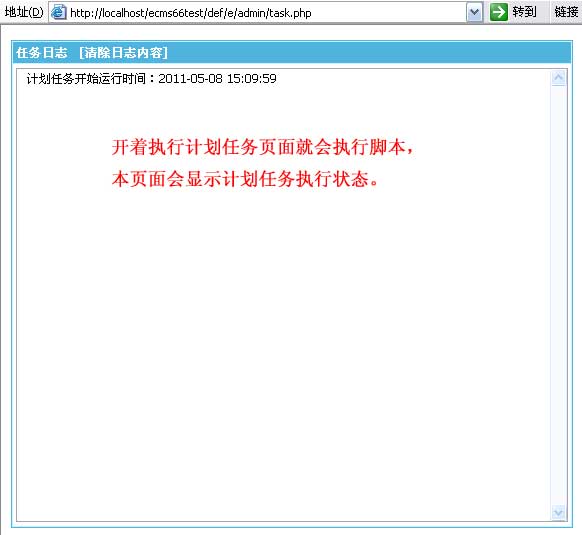 地址(D) http://localhost/ecms66test/def/e/admin/task.php 转到 链接
任务日志 [清除日志内容]
计划任务开始运行时间：2011-05-08 15:09:59
开着执行计划任务页面就会执行脚本，
本页面会显示计划任务执行状态。